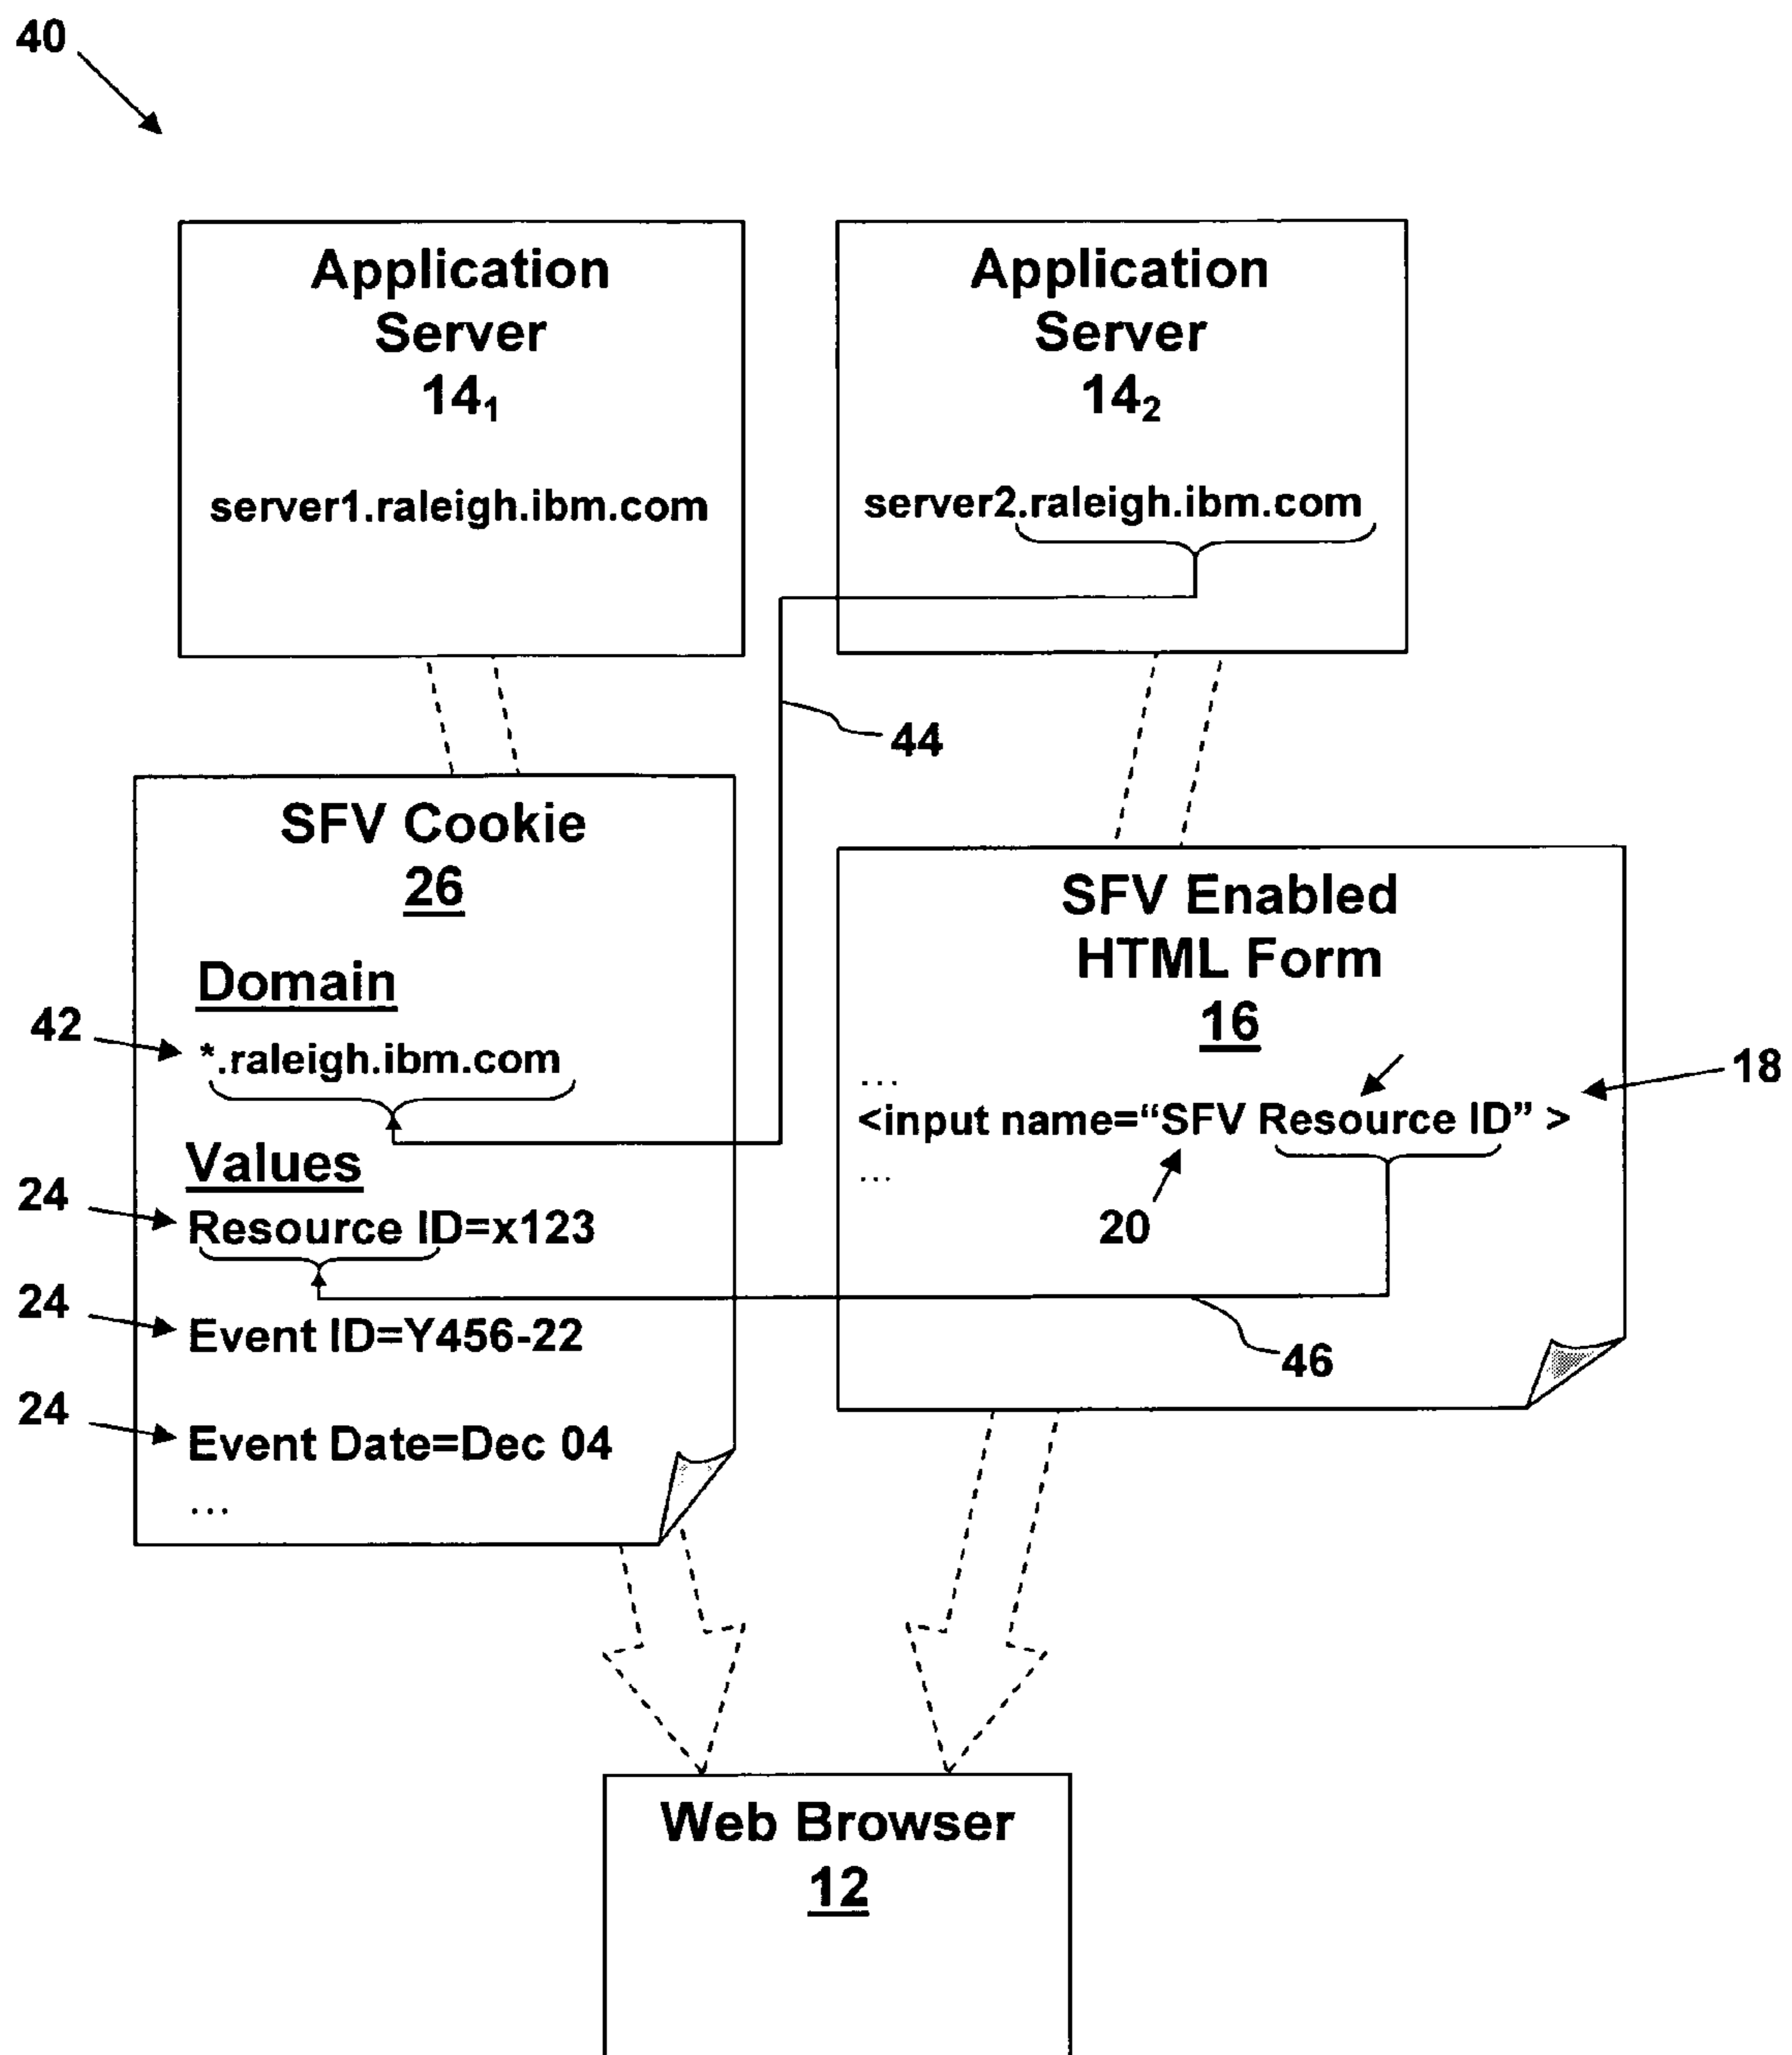 40
Application
Server
14₁
server1.raleigh.ibm.com
Application
Server
14₂
server2.raleigh.ibm.com
44
SFV Cookie
26
Domain
42
*.raleigh.ibm.com
Values
24
Resource ID=x123
24
Event ID=Y456-22
24
Event Date=Dec 04
...
SFV Enabled
HTML Form
16
...
18
<input name=“SFV Resource ID” >
...
20
46
Web Browser
12